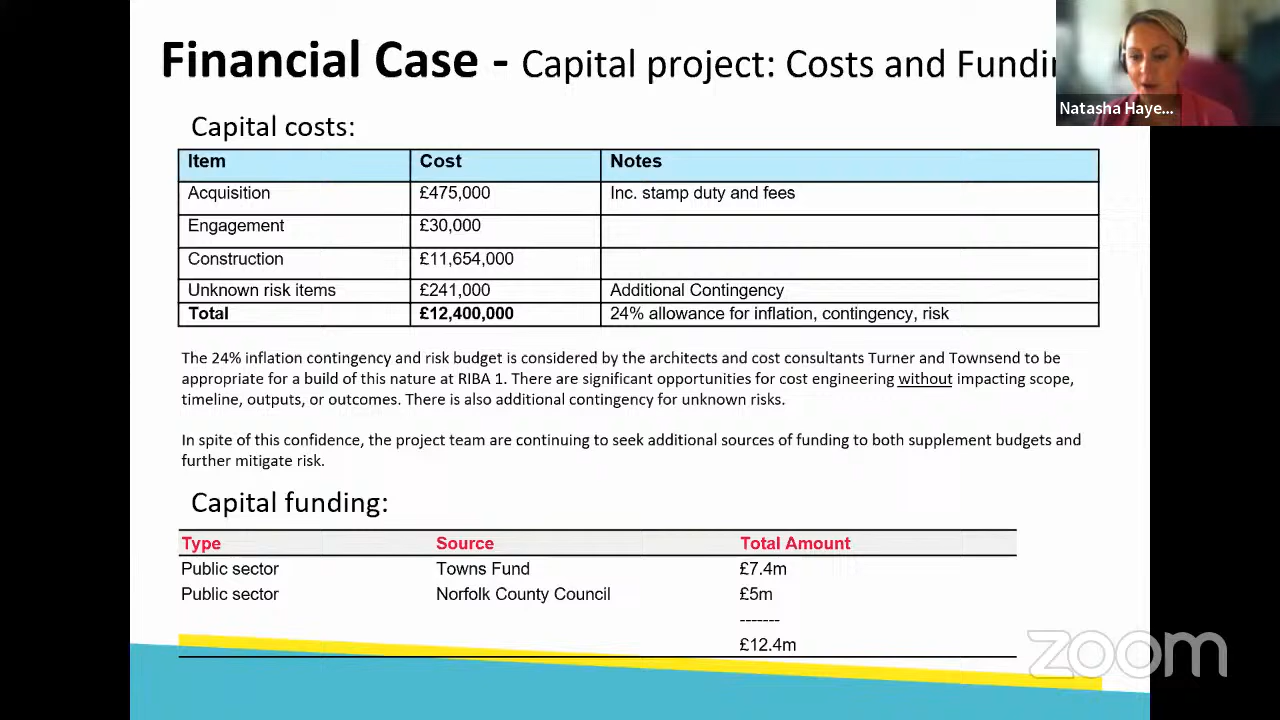 Financial Case - Capital project: Costs and Fundin
Natasha Haye...
Capital costs:
Item Cost Notes
Acquisition £475,000 Inc. stamp duty and fees
Engagement £30,000
Construction £11,654,000
Unknown risk items £241,000 Additional Contingency
Total £12,400,000 24% allowance for inflation, contingency, risk
The 24% inflation contingency and risk budget is considered by the architects and cost consultants Turner and Townsend to be
appropriate for a build of this nature at RIBA 1. There are significant opportunities for cost engineering without impacting scope,
timeline, outputs, or outcomes. There is also additional contingency for unknown risks.
In spite of this confidence, the project team are continuing to seek additional sources of funding to both supplement budgets and
further mitigate risk.
Capital funding:
Type Source Total Amount
Public sector Towns Fund £7.4m
Public sector Norfolk County Council £5m
-------
£12.4m
zoom